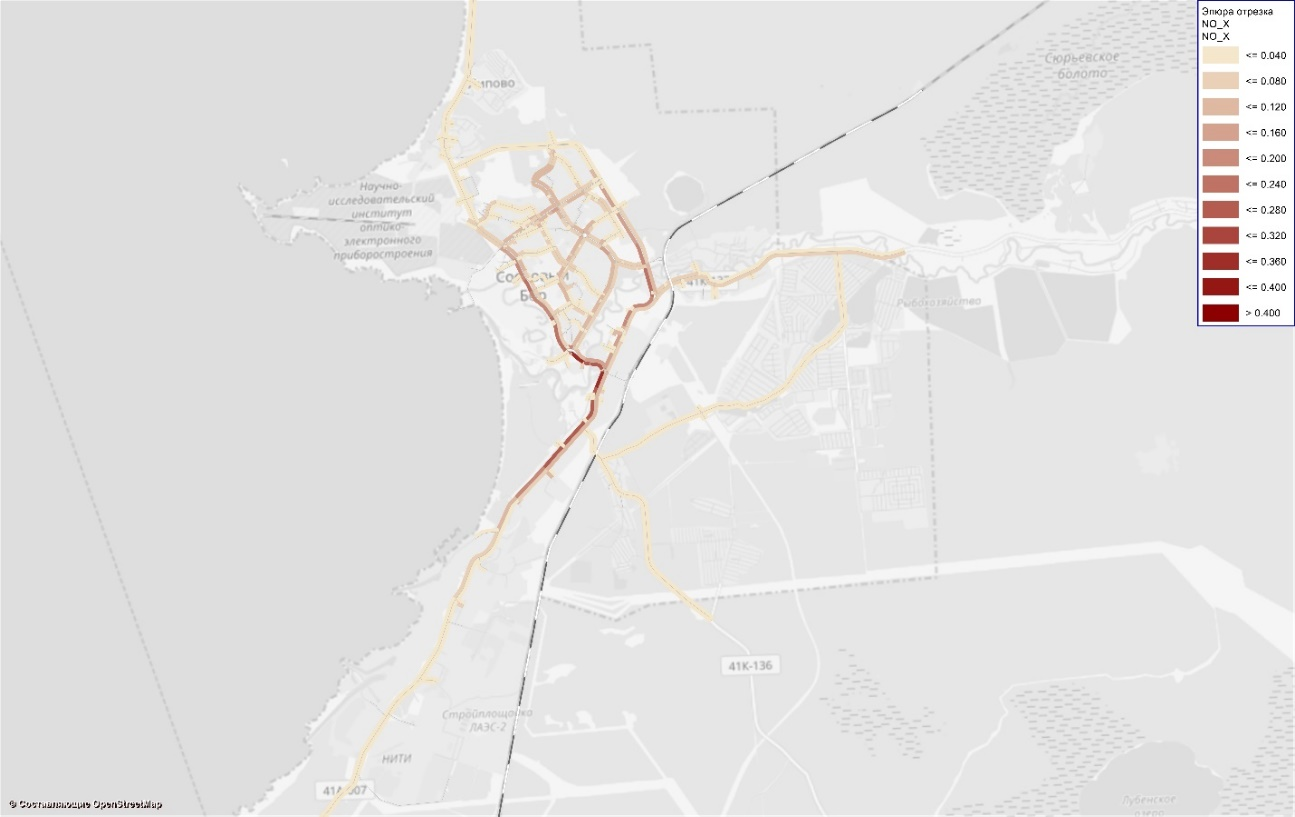 Эпюра отрезка
NO_X
NO_X
<= 0.040
<= 0.080
<= 0.120
<= 0.160
<= 0.200
<= 0.240
<= 0.280
<= 0.320
<= 0.360
<= 0.400
> 0.400
Сюрьевское
болото
Научно-
исследовательский
институт
оптико-
электронного
приборостроения
Бор
Рыбохозяйство
41К-136
Стройплощадка
ЛАЭС-2
НИТИ
Лубенское
озеро
© Составляющие OpenStreetMap